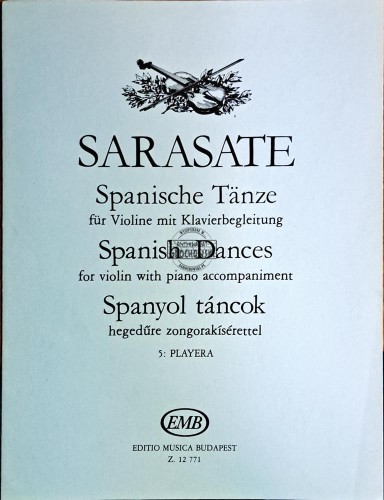 SARASATE
Spanische Tänze
für Violine mit Klavierbegleitung
Spanish Dances
for violin with piano accompaniment
Spanyol táncok
hegedűre zongorakísérettel
5: PLAYERA
EMB
EDITIO MUSICA BUDAPEST
Z. 12 771